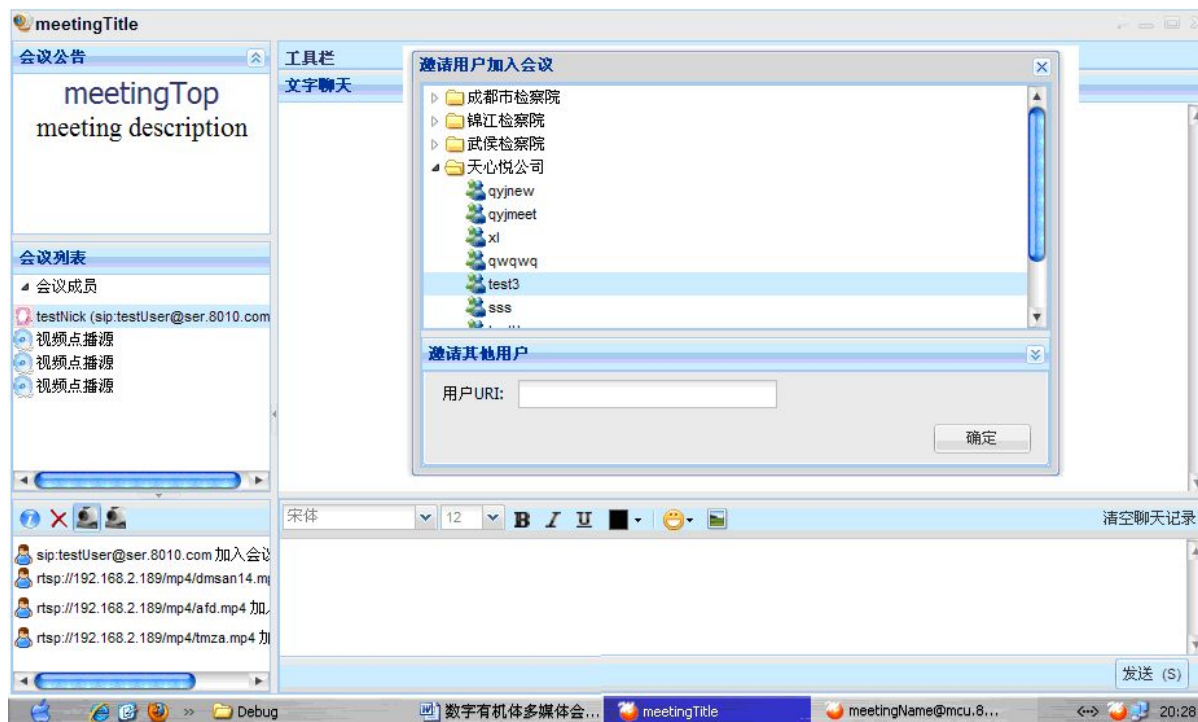 meetingTitle
会议公告
meetingTop
meeting description
会议列表
会议成员
testNick (sip:testUser@ser.8010.com
视频点播源
视频点播源
视频点播源
sip:testUser@ser.8010.com 加入会议
rtsp://192.168.2.189/mp4/dmsan14.mp
rtsp://192.168.2.189/mp4/afd.mp4 加入
rtsp://192.168.2.189/mp4/tmza.mp4 加
工具栏
文字聊天
邀请用户加入会议
成都市检察院
锦江检察院
武侯检察院
天心悦公司
qyjnew
qyjmeet
xl
qwqwq
test3
sss
邀请其他用户
用户URI:
确定
宋体 12 B I U 清空聊天记录
发送 (S)
Debug 数字有机体多媒体会... meetingTitle meetingName@mcu.8... 20:28